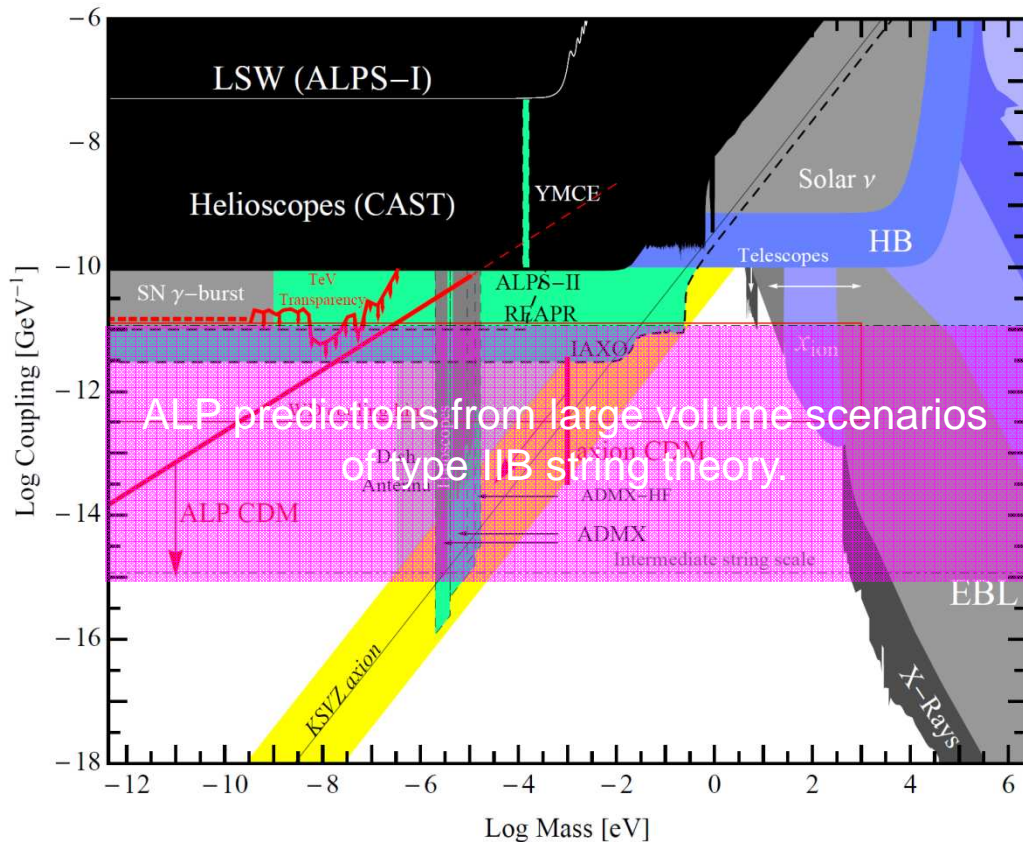 −6
−8
−10
−12
−14
−16
−18
Log Coupling [GeV⁻¹]
LSW (ALPS−I)
Helioscopes (CAST)
YMCE
Solar ν
HB
Telescopes
SN γ−burst
TeV
Transparency
ALPS−II
REAPR
IAXO
x_ion
ALP predictions from large volume scenarios
of type IIB string theory.
axion CDM
Dish
Antenna
ADMX−HF
ALP CDM
ADMX
Intermediate string scale
EBL
KSVZ axion
X−Rays
−12
−10
−8
−6
−4
−2
0
2
4
6
Log Mass [eV]